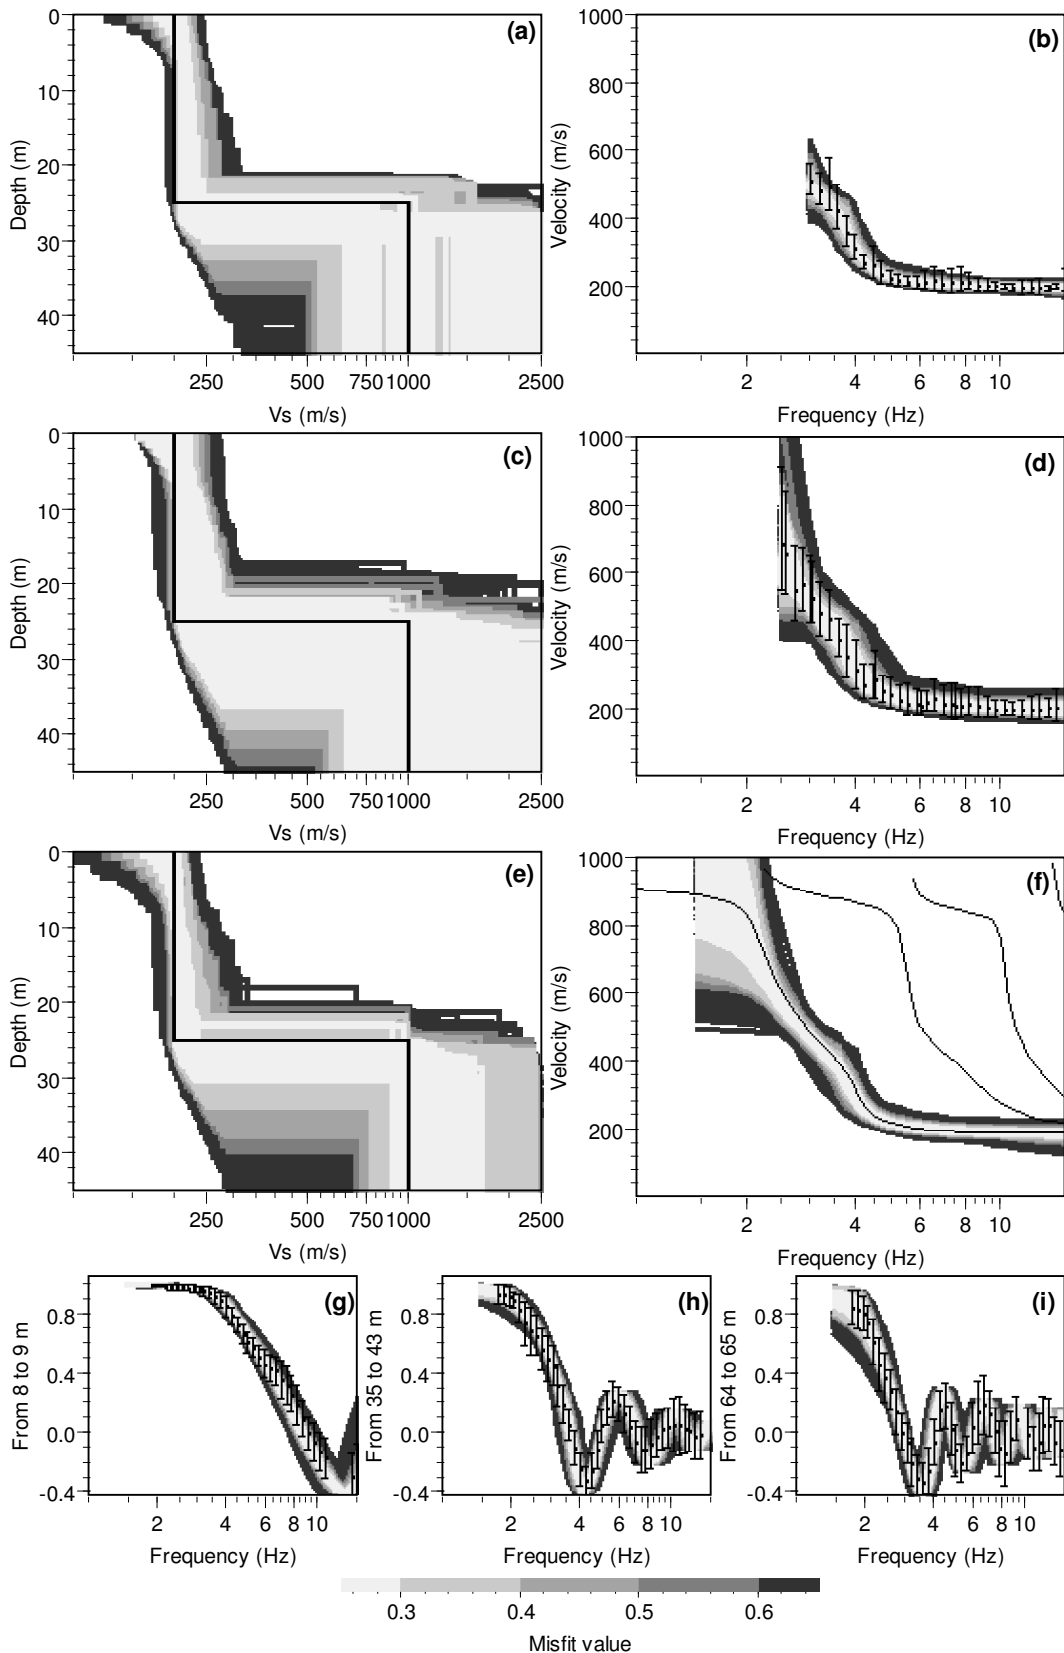 (a)
0
10
20
30
40
Depth (m)
250 500 750 1000 2500
Vs (m/s)
(b)
1000
800
600
400
200
Velocity (m/s)
2 4 6 8 10
Frequency (Hz)
(c)
0
10
20
30
40
Depth (m)
250 500 750 1000 2500
Vs (m/s)
(d)
1000
800
600
400
200
Velocity (m/s)
2 4 6 8 10
Frequency (Hz)
(e)
0
10
20
30
40
Depth (m)
250 500 750 1000 2500
Vs (m/s)
(f)
1000
800
600
400
200
Velocity (m/s)
2 4 6 8 10
Frequency (Hz)
(g)
0.8
0.4
0.0
-0.4
From 8 to 9 m
2 4 6 8 10
Frequency (Hz)
(h)
0.8
0.4
0.0
-0.4
From 35 to 43 m
2 4 6 8 10
Frequency (Hz)
(i)
0.8
0.4
0.0
-0.4
From 64 to 65 m
2 4 6 8 10
Frequency (Hz)
0.3 0.4 0.5 0.6
Misfit value